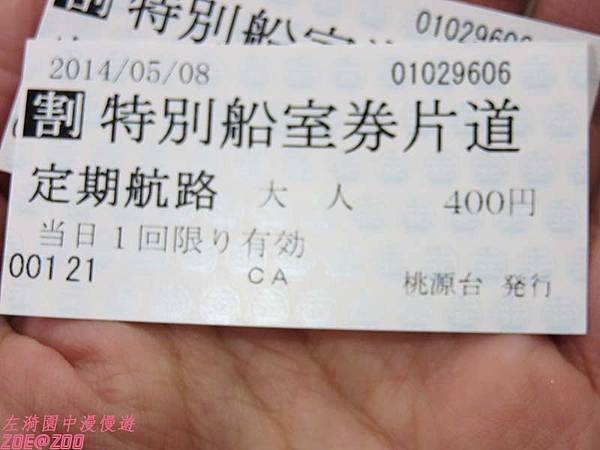 特別船室
01029606
2014/05/08 01029606
割 特別船室券片道
定期航路 大人 400円
当日1回限り有効
00121 CA 桃源台 発行
左漪園中漫慢遊
ZOE@ZOO